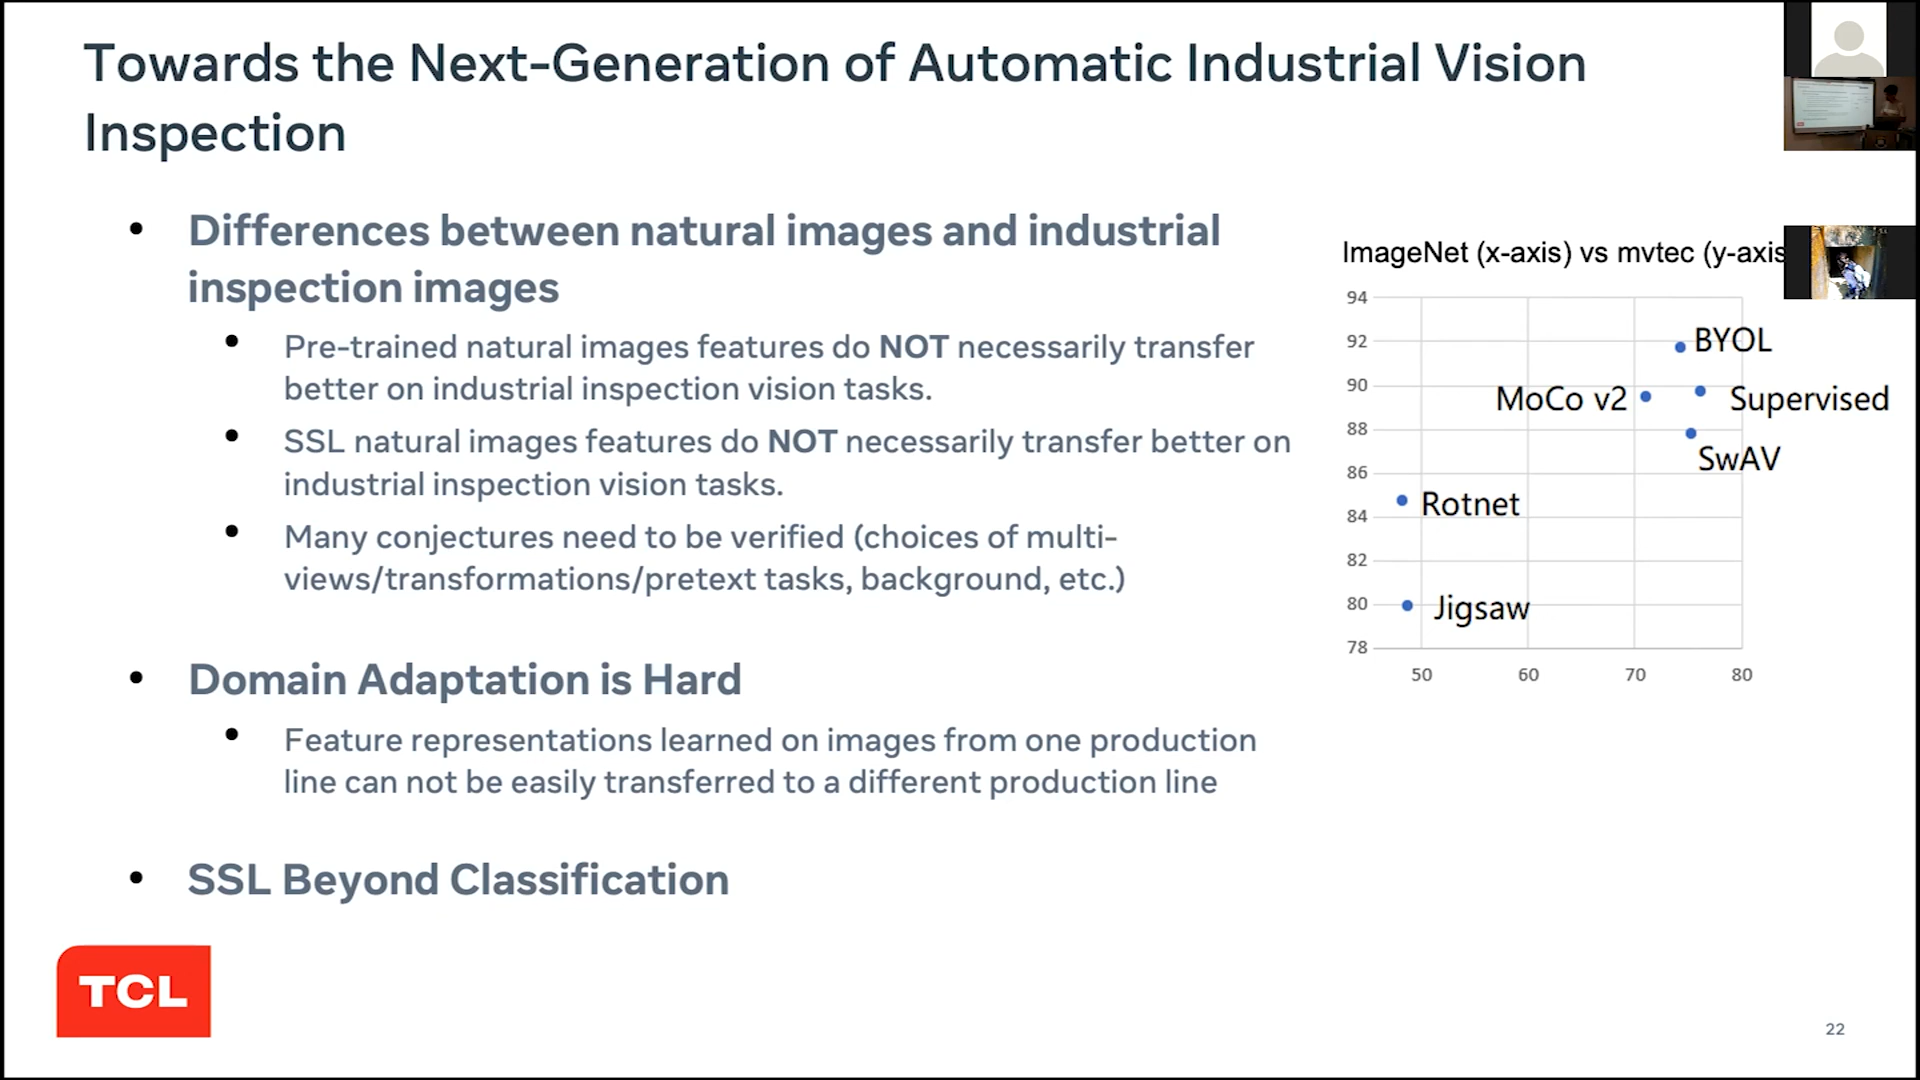 Towards the Next-Generation of Automatic Industrial Vision
Inspection
Differences between natural images and industrial
inspection images
Pre-trained natural images features do NOT necessarily transfer
better on industrial inspection vision tasks.
SSL natural images features do NOT necessarily transfer better on
industrial inspection vision tasks.
Many conjectures need to be verified (choices of multi-
views/transformations/pretext tasks, background, etc.)
Domain Adaptation is Hard
Feature representations learned on images from one production
line can not be easily transferred to a different production line
SSL Beyond Classification
ImageNet (x-axis) vs mvtec (y-axis
94
92
90
88
86
84
82
80
78
50 60 70 80
BYOL
MoCo v2
Supervised
SwAV
Rotnet
Jigsaw
TCL
22